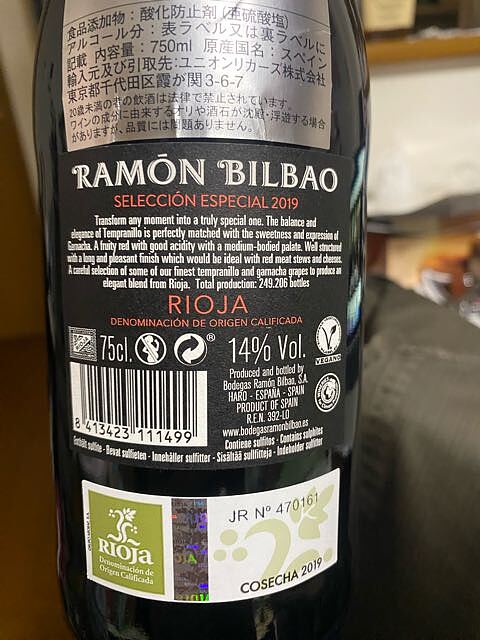 食品添加物：酸化防止剤（亜硫酸塩）
アルコール分：表ラベル又は裏ラベルに
記載 内容量：750ml 原産国名：スペイン
輸入元及び引取先:ユニオンリカーズ株式会社
東京都千代田区霞が関3-6-7
20歳未満の者の飲酒は法律で禁止されています。
ワインの成分に由来するオリや酒石が沈殿・浮遊する場合
がありますが、品質には問題ありません。
RAMÓN BILBAO
SELECCIÓN ESPECIAL 2019
Transform any moment into a truly special one. The balance and
elegance of Tempranillo is perfectly matched with the sweetness and expression of
Garnacha. A fruity red with good acidity with a medium-bodied palate. Well structured
with a long and pleasant finish which would be ideal with red meat stews and cheeses.
A careful selection of some of our finest tempranillo and garnacha grapes to produce an
elegant blend from Rioja. Total production: 249.206 bottles
RIOJA
DENOMINACIÓN DE ORIGEN CALIFICADA
75cl.
®
14% Vol.
VEGANO
Produced and bottled by
Bodegas Ramón Bilbao, S.A.
HARO - ESPAÑA - SPAIN
PRODUCT OF SPAIN
R.E.N. 392-LO
www.bodegasramonbilbao.es
Contiene sulfitos - Contains sulphites
8 413423 111499
Enthält sulfite - Bevat sulfieten - Innehåller sulfitter - Sisältää sulfiitteja - Indeholder sulfitter
RIOJA
Denominación de
Origen Calificada
JR Nº 470161
COSECHA 2019